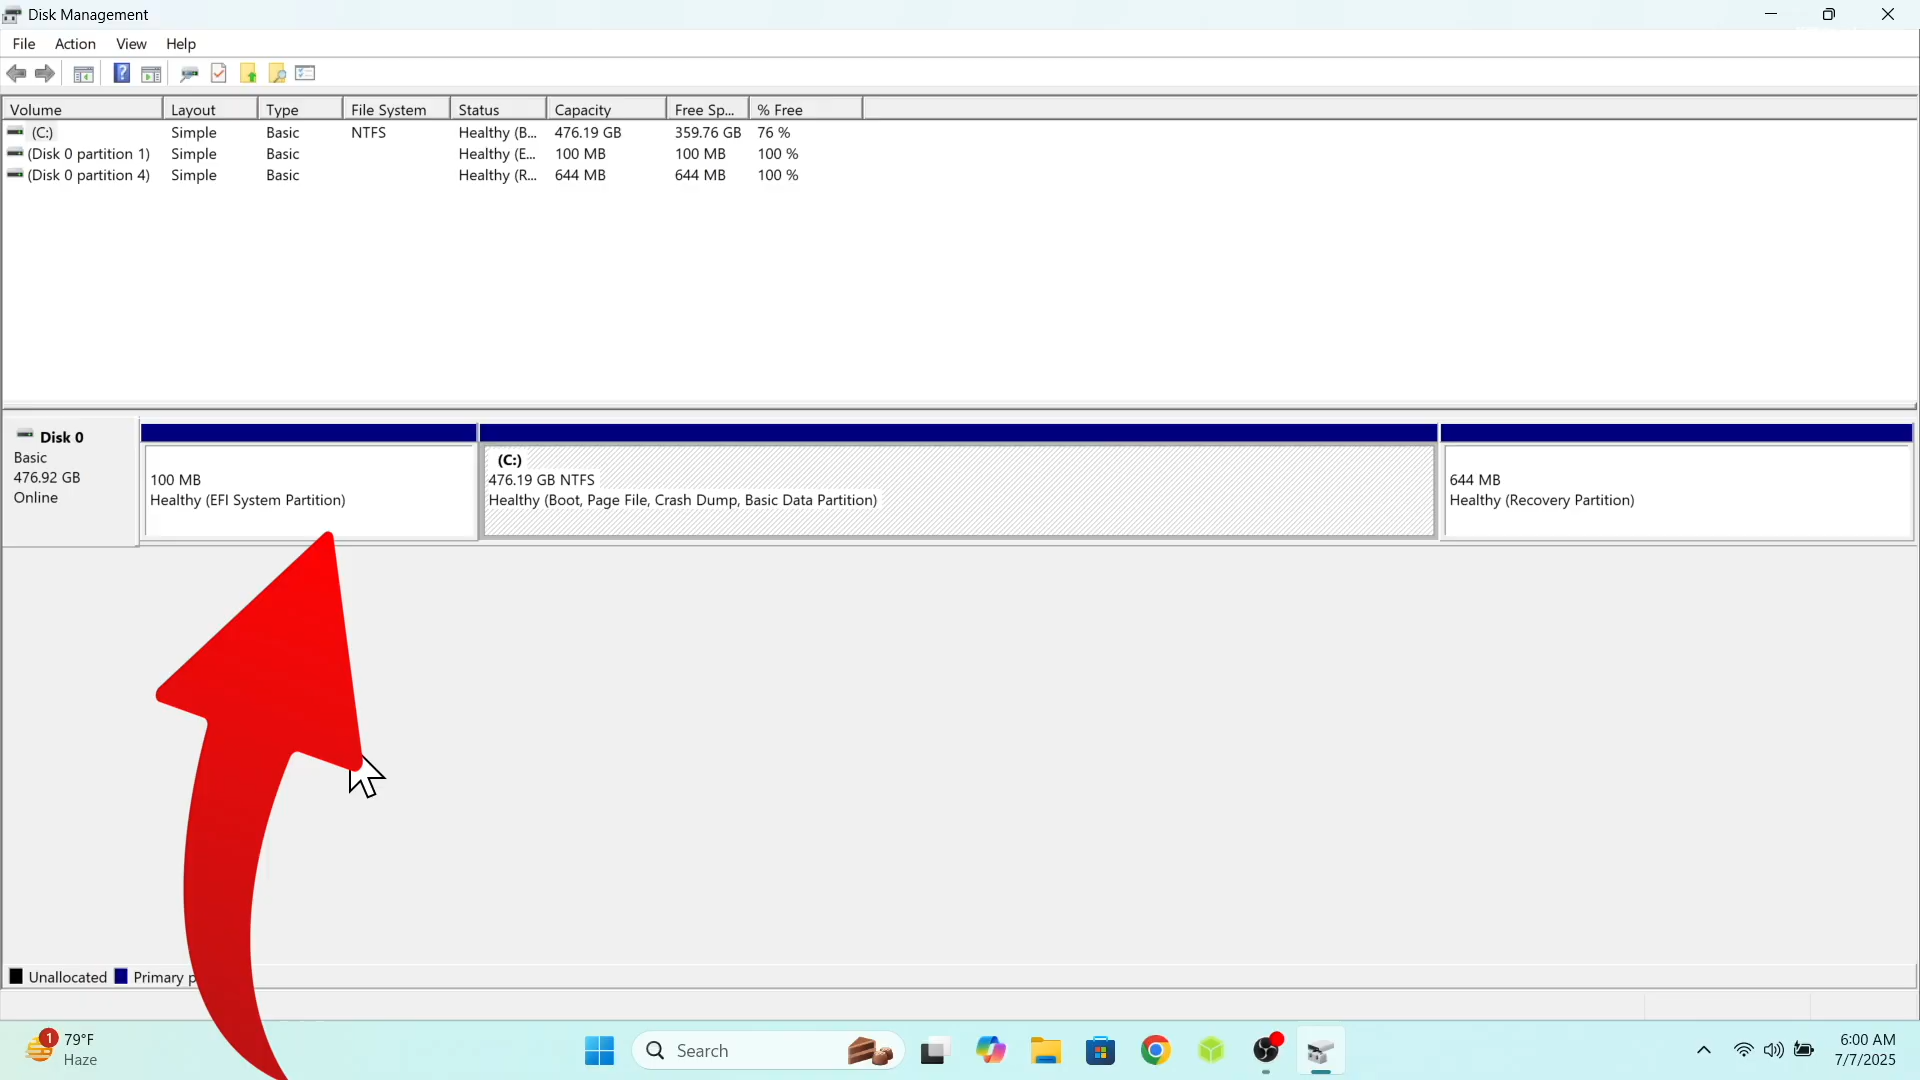 Disk Management
File Action View Help
Volume Layout Type File System Status Capacity Free Sp... % Free
(C:) Simple Basic NTFS Healthy (B... 476.19 GB 359.76 GB 76 %
(Disk 0 partition 1) Simple Basic Healthy (E... 100 MB 100 MB 100 %
(Disk 0 partition 4) Simple Basic Healthy (R... 644 MB 644 MB 100 %
Disk 0
Basic
476.92 GB
Online
100 MB
Healthy (EFI System Partition)
(C:)
476.19 GB NTFS
Healthy (Boot, Page File, Crash Dump, Basic Data Partition)
644 MB
Healthy (Recovery Partition)
Unallocated Primary p
1
79°F
Haze
Search
6:00 AM
7/7/2025